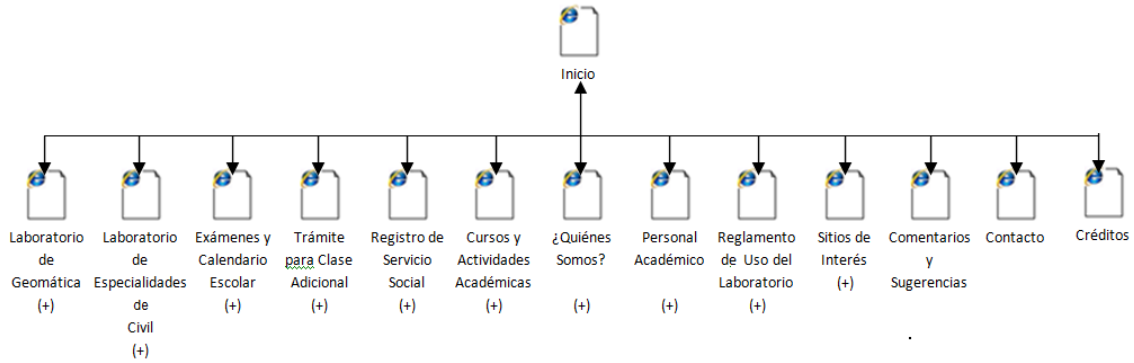 Inicio
Laboratorio
de
Geomática
(+)
Laboratorio
de
Especialidades
de
Civil
(+)
Exámenes y
Calendario
Escolar
(+)
Trámite
para Clase
Adicional
(+)
Registro de
Servicio
Social
(+)
Cursos y
Actividades
Académicas
(+)
¿Quiénes
Somos?
(+)
Personal
Académico
(+)
Reglamento
de Uso del
Laboratorio
(+)
Sitios de
Interés
(+)
Comentarios
y
Sugerencias
Contacto
Créditos
.